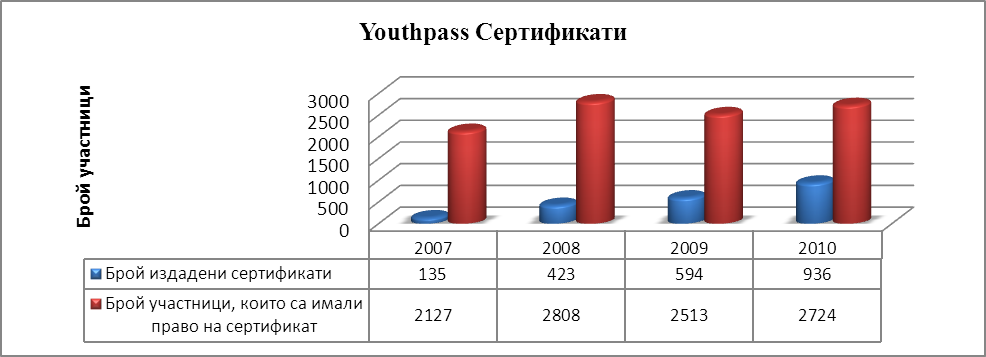 Youthpass Сертификати
Брой участници
3000
2500
2000
1500
1000
500
0
2007 2008 2009 2010
Брой издадени сертификати 135 423 594 936
Брой участници, които са имали
право на сертификат 2127 2808 2513 2724